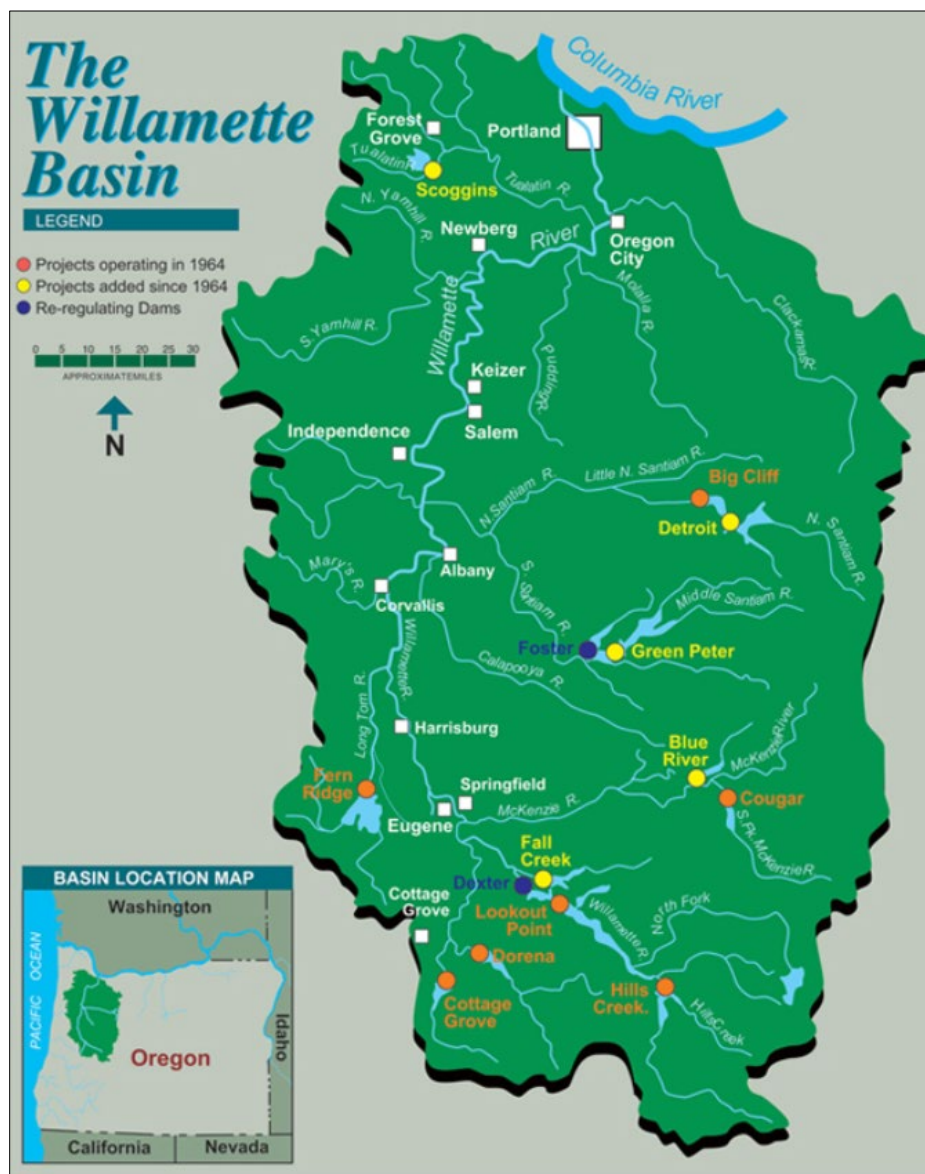 The
Willamette
Basin
LEGEND
Projects operating in 1964
Projects added since 1964
Re-regulating Dams
0 5 10 15 20 25 30
APPROXIMATEMILES
N
Columbia River
Portland
Forest
Grove
Tualatin R.
Scoggins
Tualatin R.
N. Yamhill R.
Newberg
River
Oregon
City
Willamette
Molalla R.
Clackamas R.
S. Yamhill R.
Pudding R.
Keizer
Salem
Independence
N. Santiam R.
Little N. Santiam R.
Big Cliff
Detroit
N. Santiam R.
Mary's R.
Albany
Corvallis
S. Santiam R.
Middle Santiam R.
Foster
Green Peter
Willamette R.
Calapooya R.
Long Tom R.
Harrisburg
Blue
River
McKenzie River
Fern
Ridge
Springfield
McKenzie R.
Cougar
Eugene
S. Fk. McKenzie R.
Fall
Creek
Dexter
Cottage
Grove
Lookout
Point
Willamette R.
North Fork
Dorena
Cottage
Grove
Hills
Creek.
Hills Creek
BASIN LOCATION MAP
Washington
PACIFIC OCEAN
Idaho
Oregon
California
Nevada